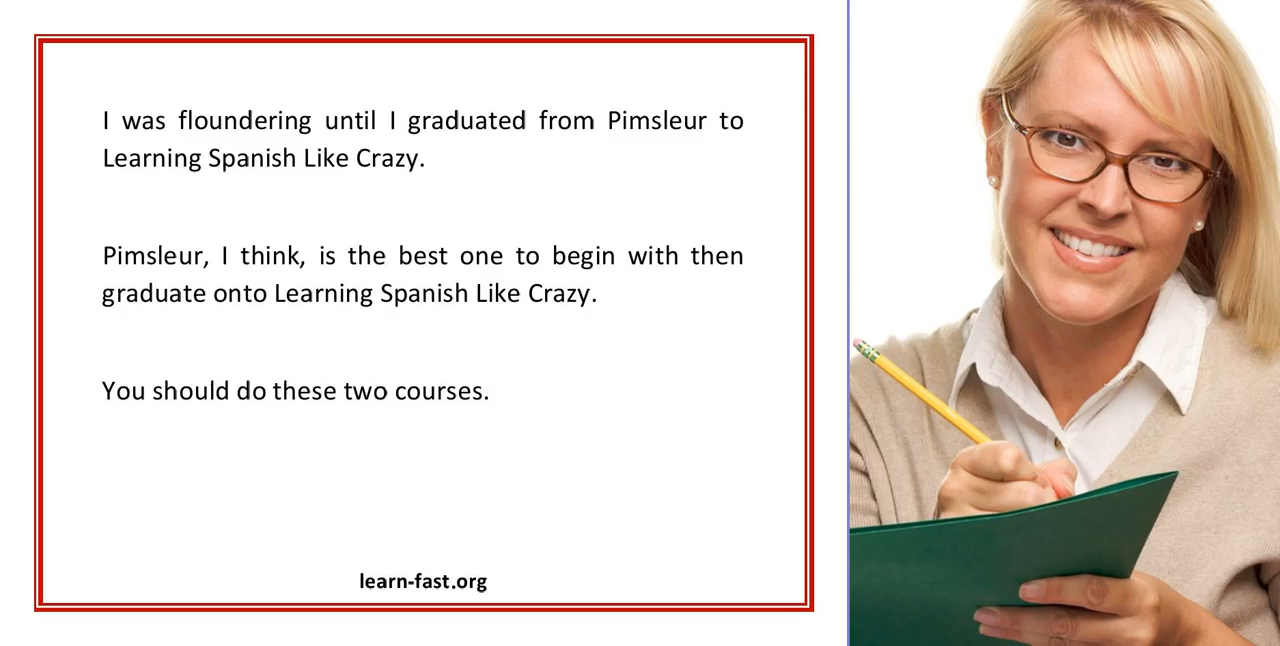 I was floundering until I graduated from Pimsleur to
Learning Spanish Like Crazy.
Pimsleur, I think, is the best one to begin with then
graduate onto Learning Spanish Like Crazy.
You should do these two courses.
learn-fast.org